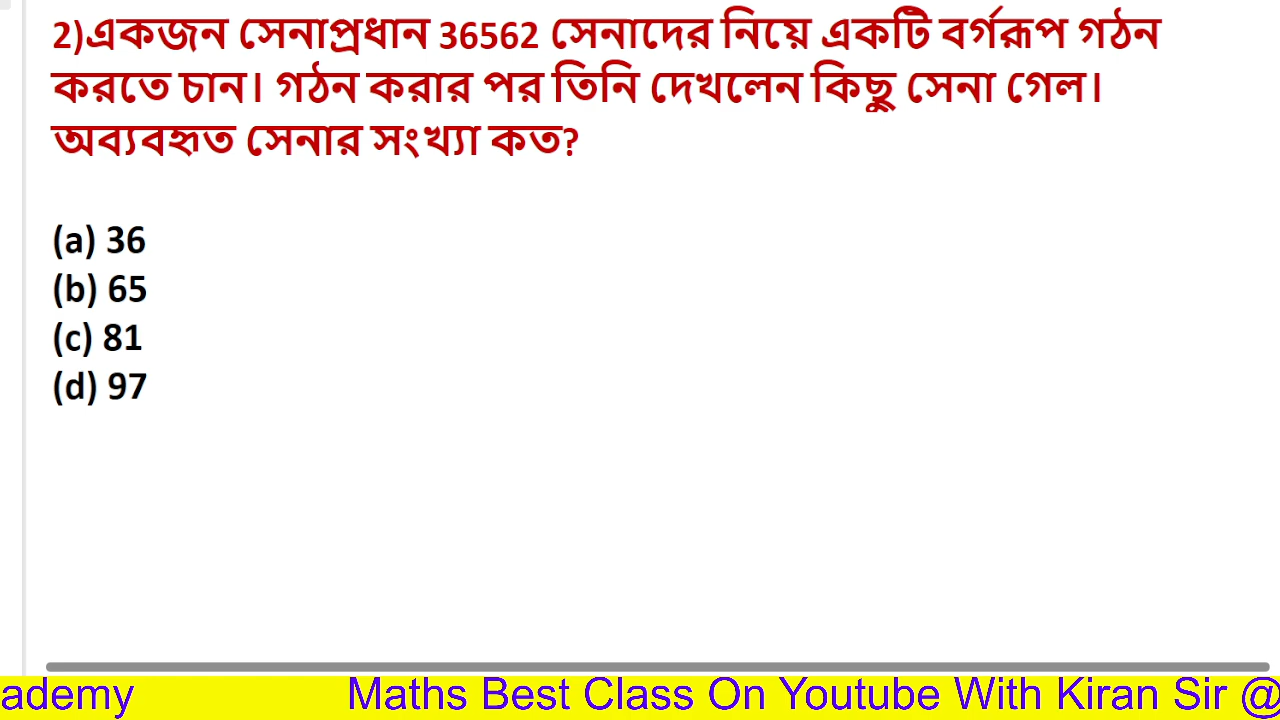 2)একজন সেনাপ্রধান 36562 সেনাদের নিয়ে একটি বর্গরূপ গঠন
করতে চান। গঠন করার পর তিনি দেখলেন কিছু সেনা গেল।
অব্যবহৃত সেনার সংখ্যা কত?
(a) 36
(b) 65
(c) 81
(d) 97
ademy Maths Best Class On Youtube With Kiran Sir @